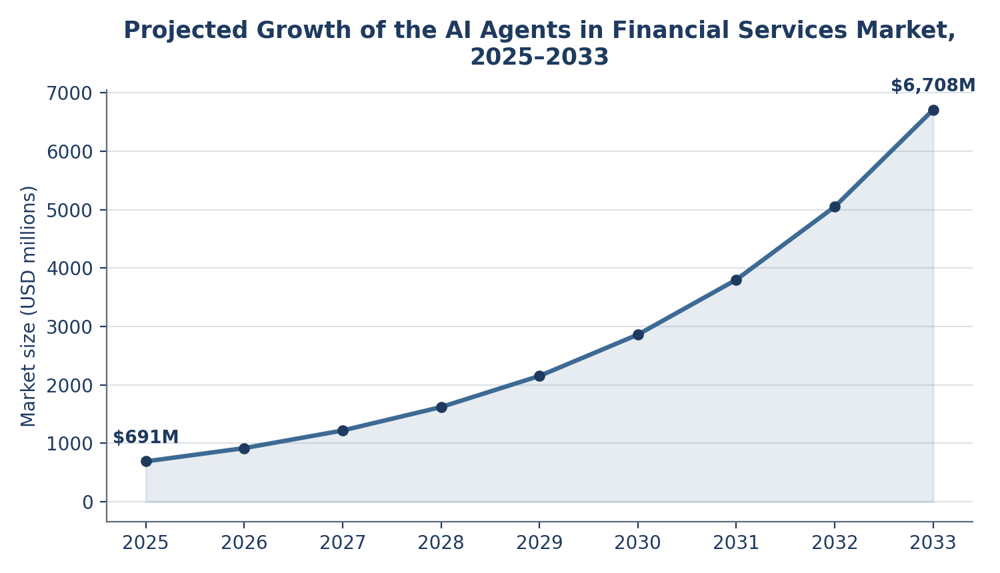 Projected Growth of the AI Agents in Financial Services Market,
2025–2033
$6,708M
7000
6000
5000
4000
3000
2000
1000
0
Market size (USD millions)
$691M
2025 2026 2027 2028 2029 2030 2031 2032 2033